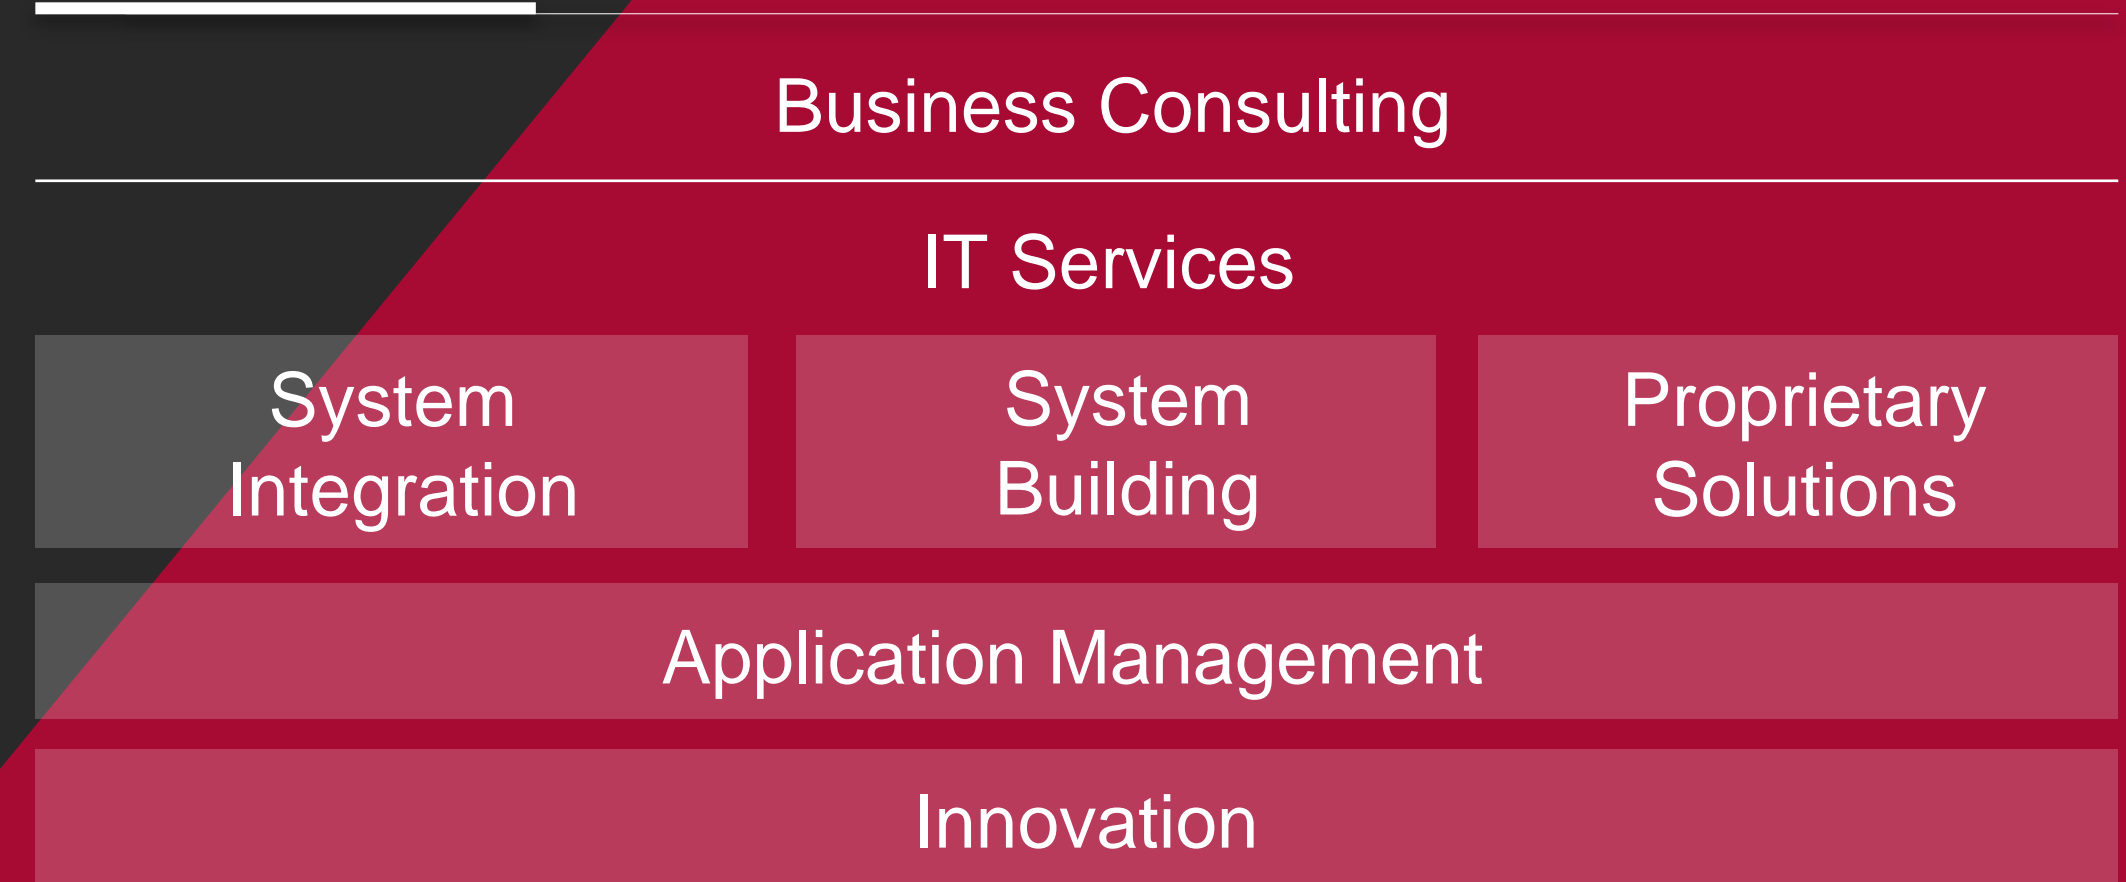 Business Consulting
IT Services
System
Integration
System
Building
Proprietary
Solutions
Application Management
Innovation